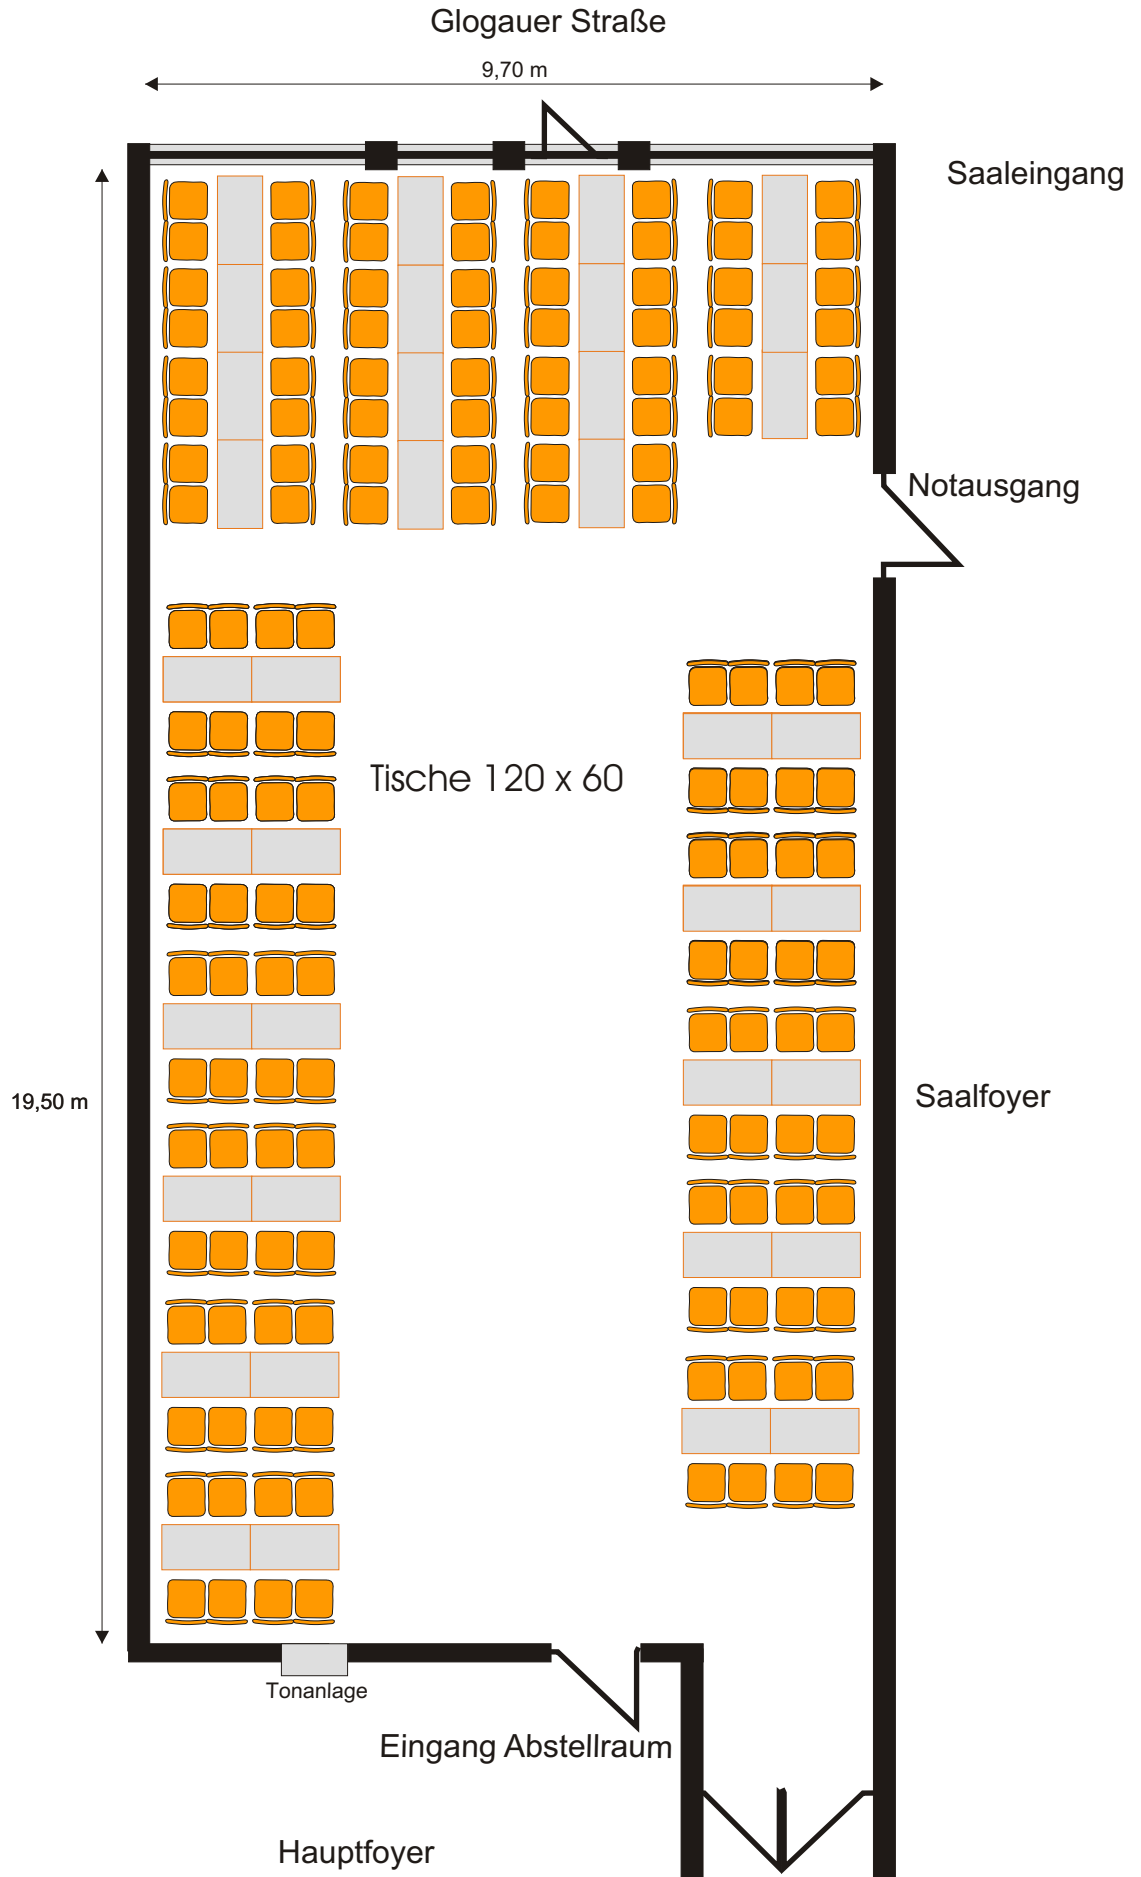 Glogauer Straße
9,70 m
Saaleingang
Notausgang
Tische 120 x 60
19,50 m
Saalfoyer
Tonanlage
Eingang Abstellraum
Hauptfoyer